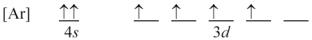 [Ar] ↑↑ ↑ ↑ ↑ ↑
4s 3d